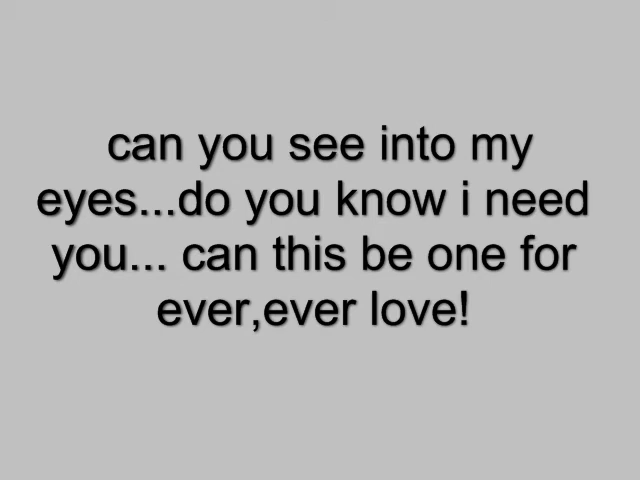 can you see into my
eyes...do you know i need
you... can this be one for
ever,ever love!